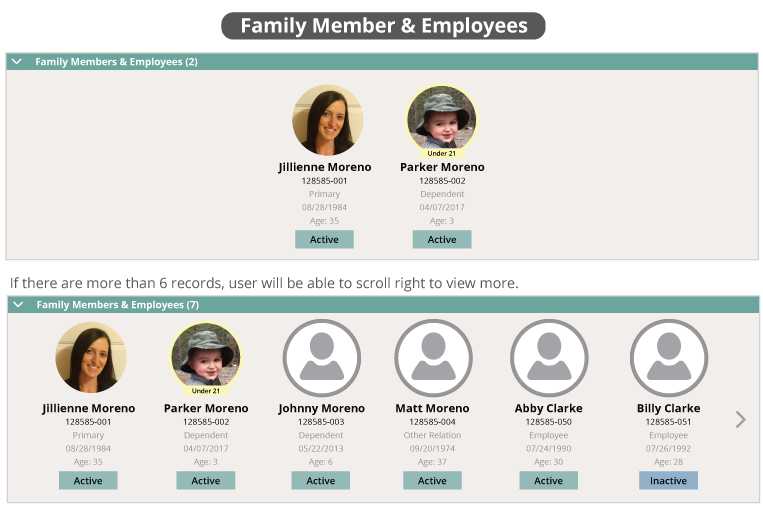 Family Member & Employees
Family Members & Employees (2)
Under 21
Jillienne Moreno Parker Moreno
128585-001 128585-002
Primary Dependent
08/28/1984 04/07/2017
Age: 35 Age: 3
Active Active
If there are more than 6 records, user will be able to scroll right to view more.
Family Members & Employees (7)
Under 21
Jillienne Moreno Parker Moreno Johnny Moreno Matt Moreno Abby Clarke Billy Clarke
128585-001 128585-002 128585-003 128585-004 128585-050 128585-051
Primary Dependent Dependent Other Relation Employee Employee
08/28/1984 04/07/2017 05/22/2013 09/20/1974 07/24/1990 07/26/1992
Age: 35 Age: 3 Age: 6 Age: 37 Age: 30 Age: 28
Active Active Active Active Active Inactive